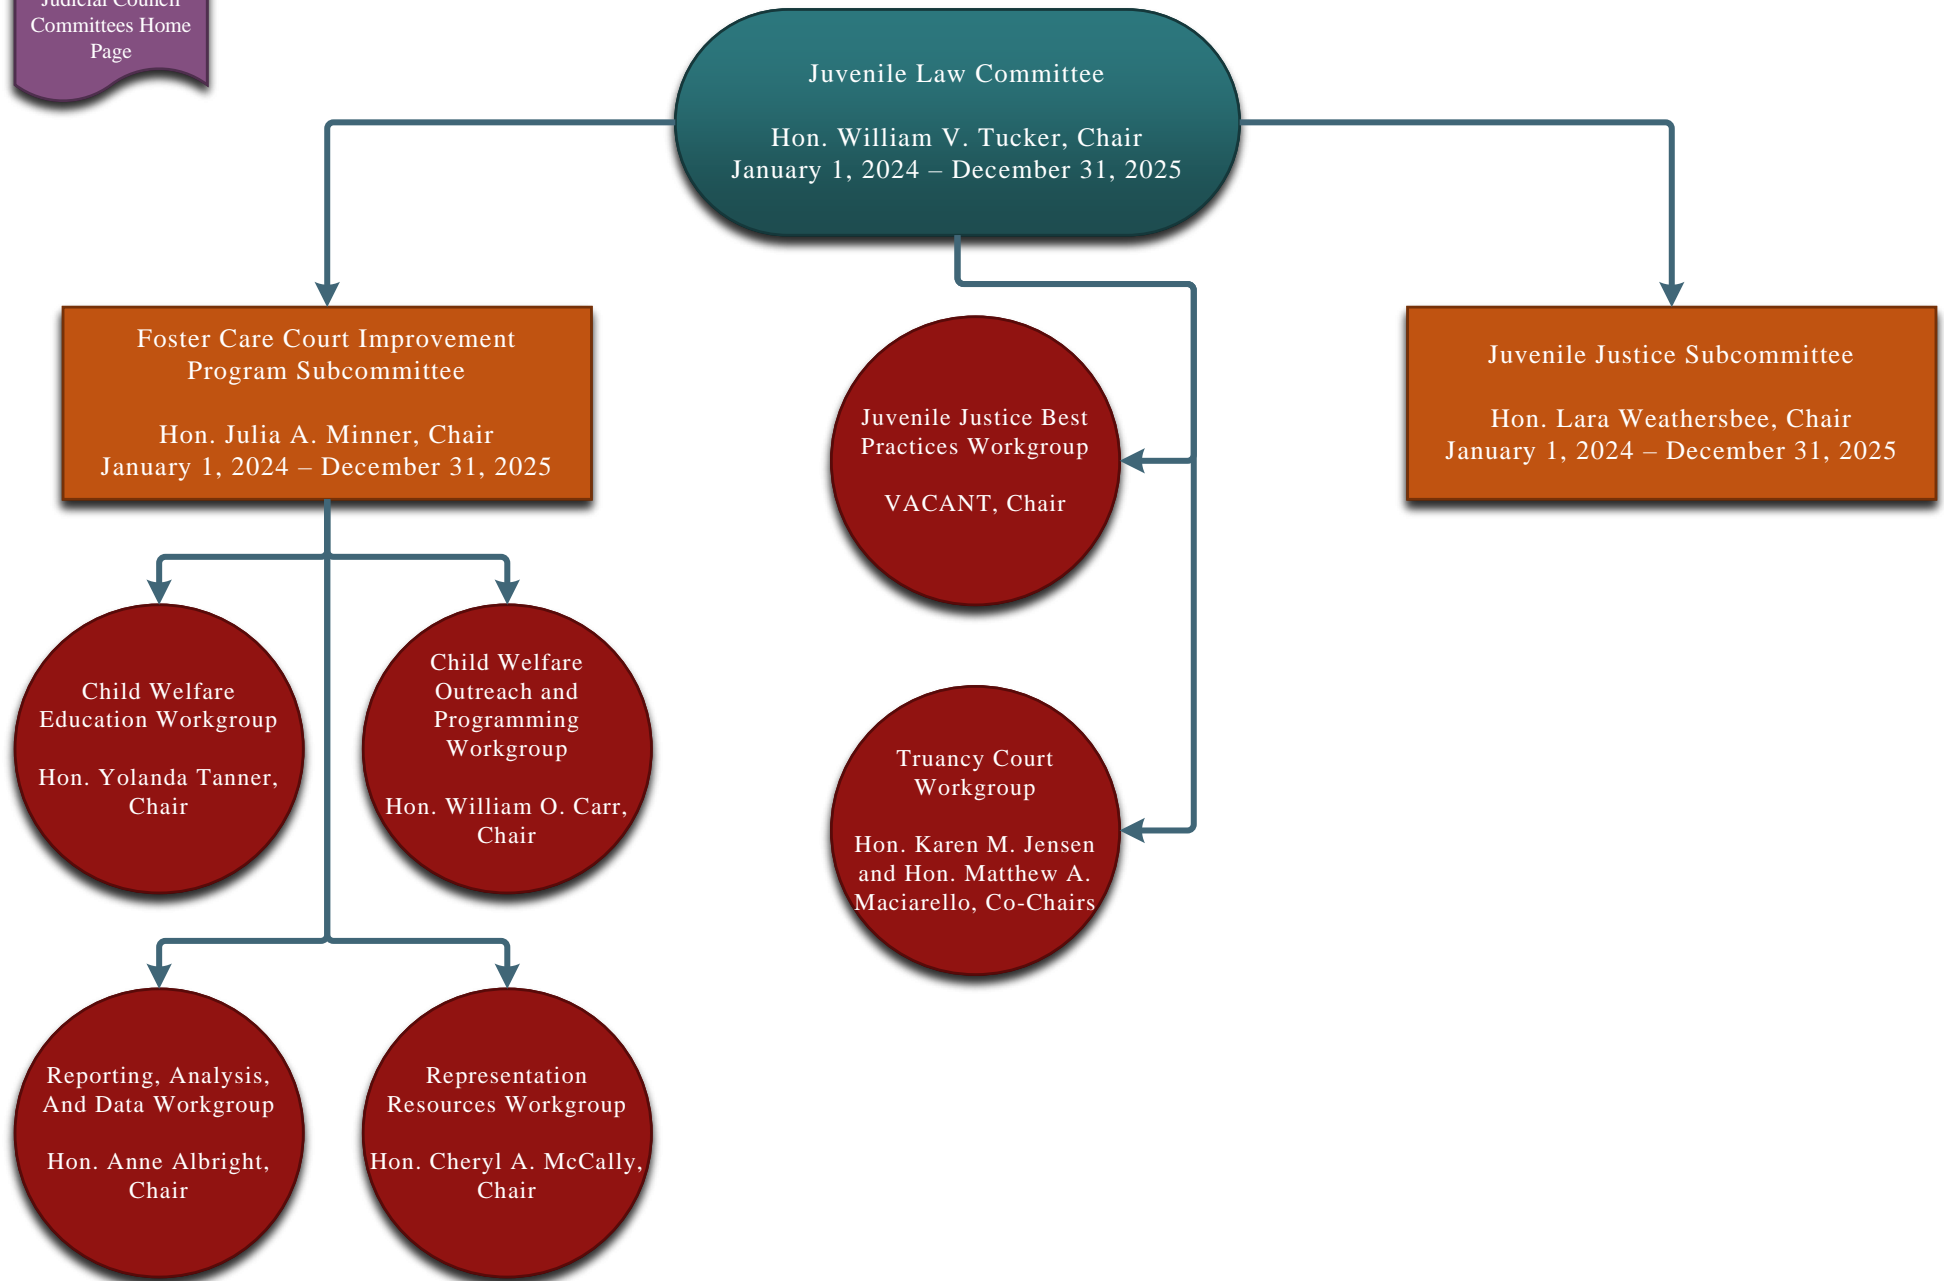 Judicial Council
Committees Home
Page
Juvenile Law Committee
Hon. William V. Tucker, Chair
January 1, 2024 – December 31, 2025
Foster Care Court Improvement
Program Subcommittee
Hon. Julia A. Minner, Chair
January 1, 2024 – December 31, 2025
Juvenile Justice Best
Practices Workgroup
VACANT, Chair
Juvenile Justice Subcommittee
Hon. Lara Weathersbee, Chair
January 1, 2024 – December 31, 2025
Child Welfare
Education Workgroup
Hon. Yolanda Tanner,
Chair
Child Welfare
Outreach and
Programming
Workgroup
Hon. William O. Carr,
Chair
Truancy Court
Workgroup
Hon. Karen M. Jensen
and Hon. Matthew A.
Maciarello, Co-Chairs
Reporting, Analysis,
And Data Workgroup
Hon. Anne Albright,
Chair
Representation
Resources Workgroup
Hon. Cheryl A. McCally,
Chair